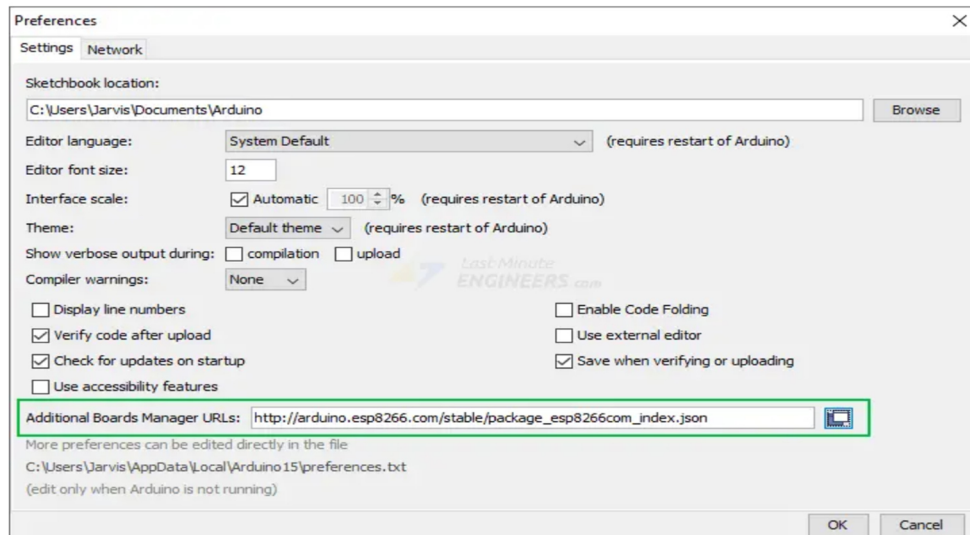 Preferences
Settings Network
Sketchbook location:
C:\Users\Jarvis\Documents\Arduino Browse
Editor language: System Default (requires restart of Arduino)
Editor font size: 12
Interface scale: Automatic 100 % (requires restart of Arduino)
Theme: Default theme (requires restart of Arduino)
Show verbose output during: compilation upload
Last Minute
Compiler warnings: None
ENGINEERS.com
Display line numbers Enable Code Folding
Verify code after upload Use external editor
Check for updates on startup Save when verifying or uploading
Use accessibility features
Additional Boards Manager URLs: http://arduino.esp8266.com/stable/package_esp8266com_index.json
More preferences can be edited directly in the file
C:\Users\Jarvis\AppData\Local\Arduino15\preferences.txt
(edit only when Arduino is not running)
OK Cancel